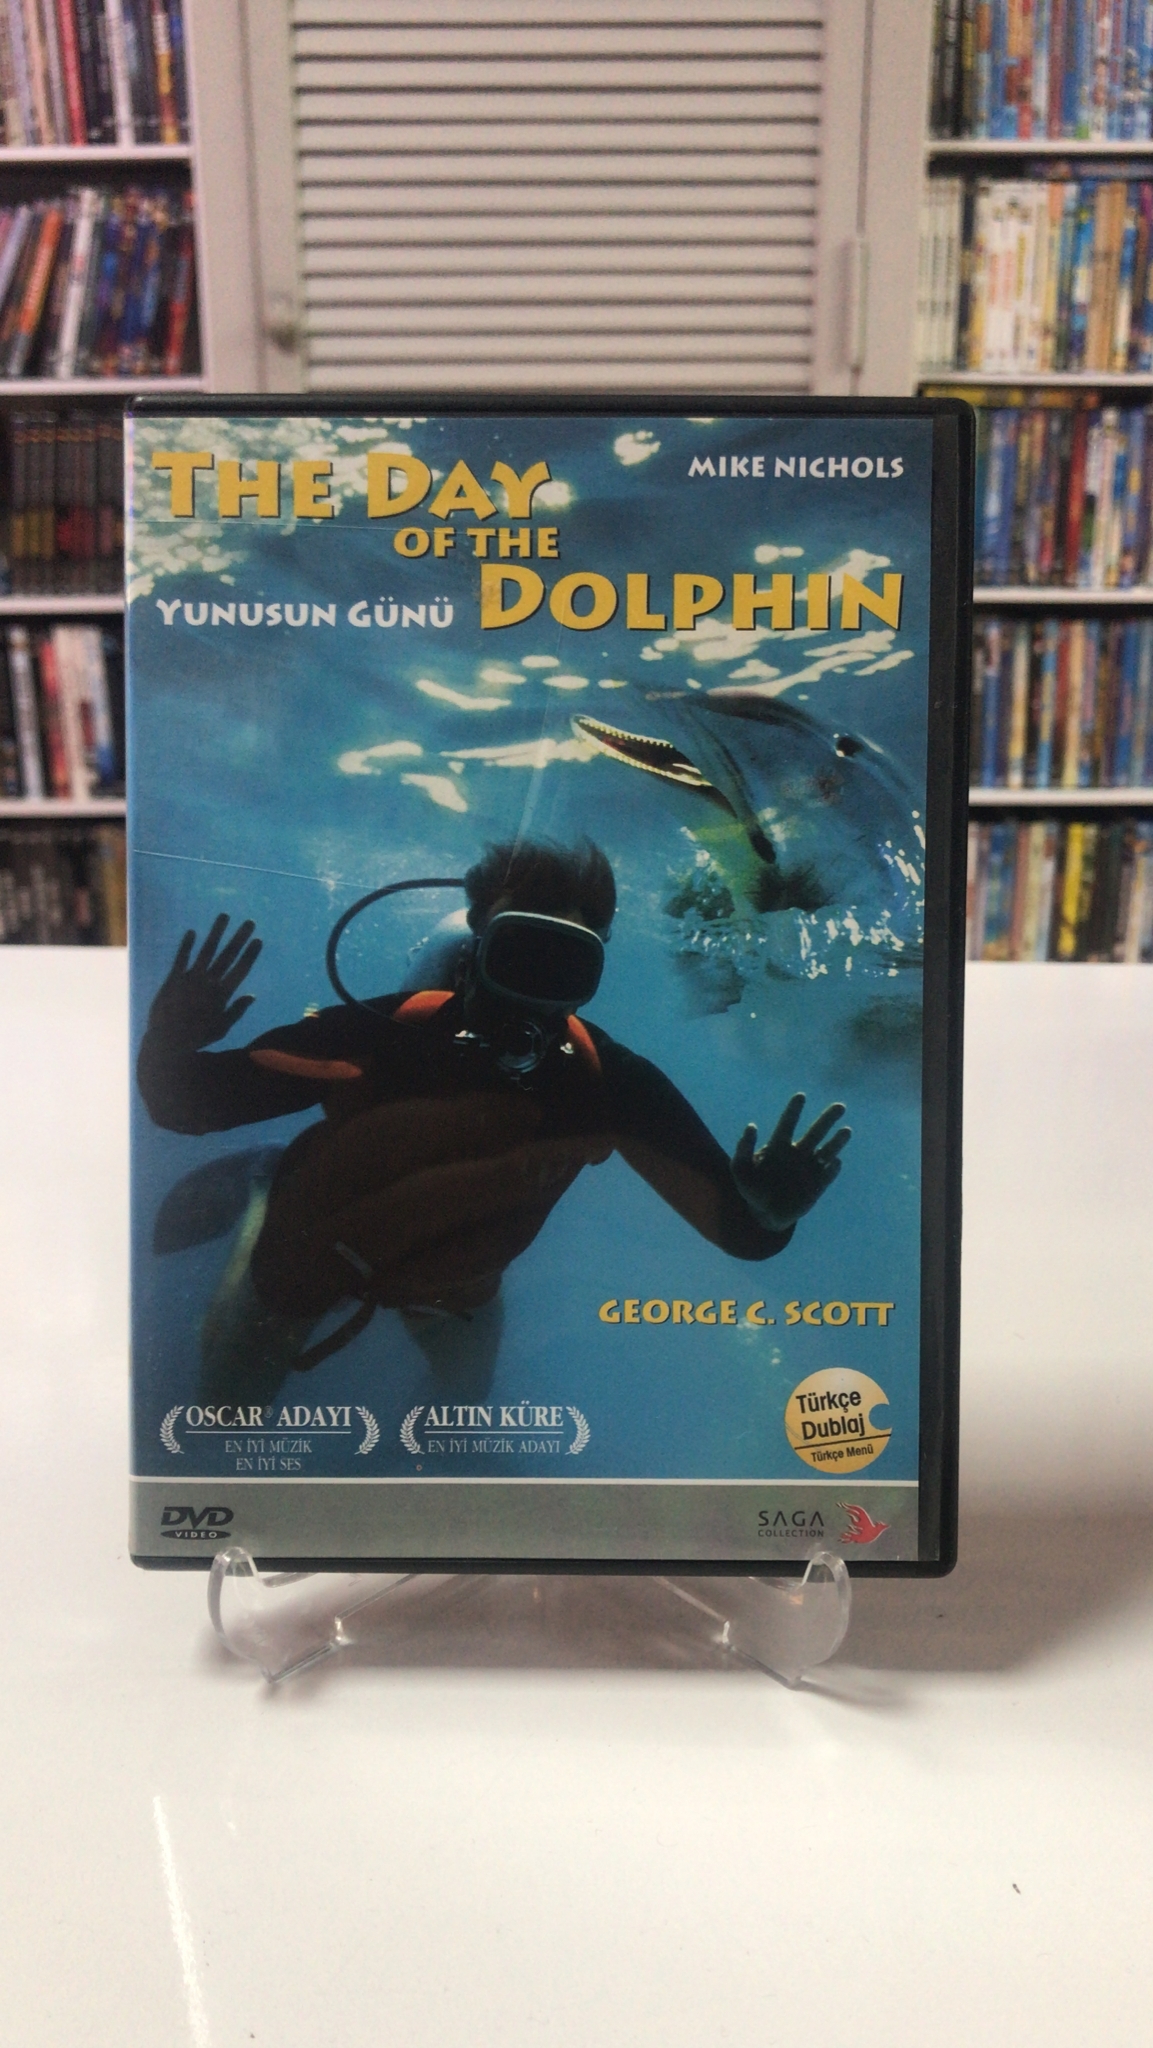 THE DAY
OF THE
DOLPHIN
MIKE NICHOLS
YUNUSUN GÜNÜ
GEORGE C. SCOTT
OSCAR® ADAYI
EN İYİ MÜZİK
EN İYİ SES
ALTIN KÜRE
EN İYİ MÜZİK ADAYI
Türkçe
Dublaj
Türkçe Menü
DVD
VIDEO
SAGA
COLLECTION